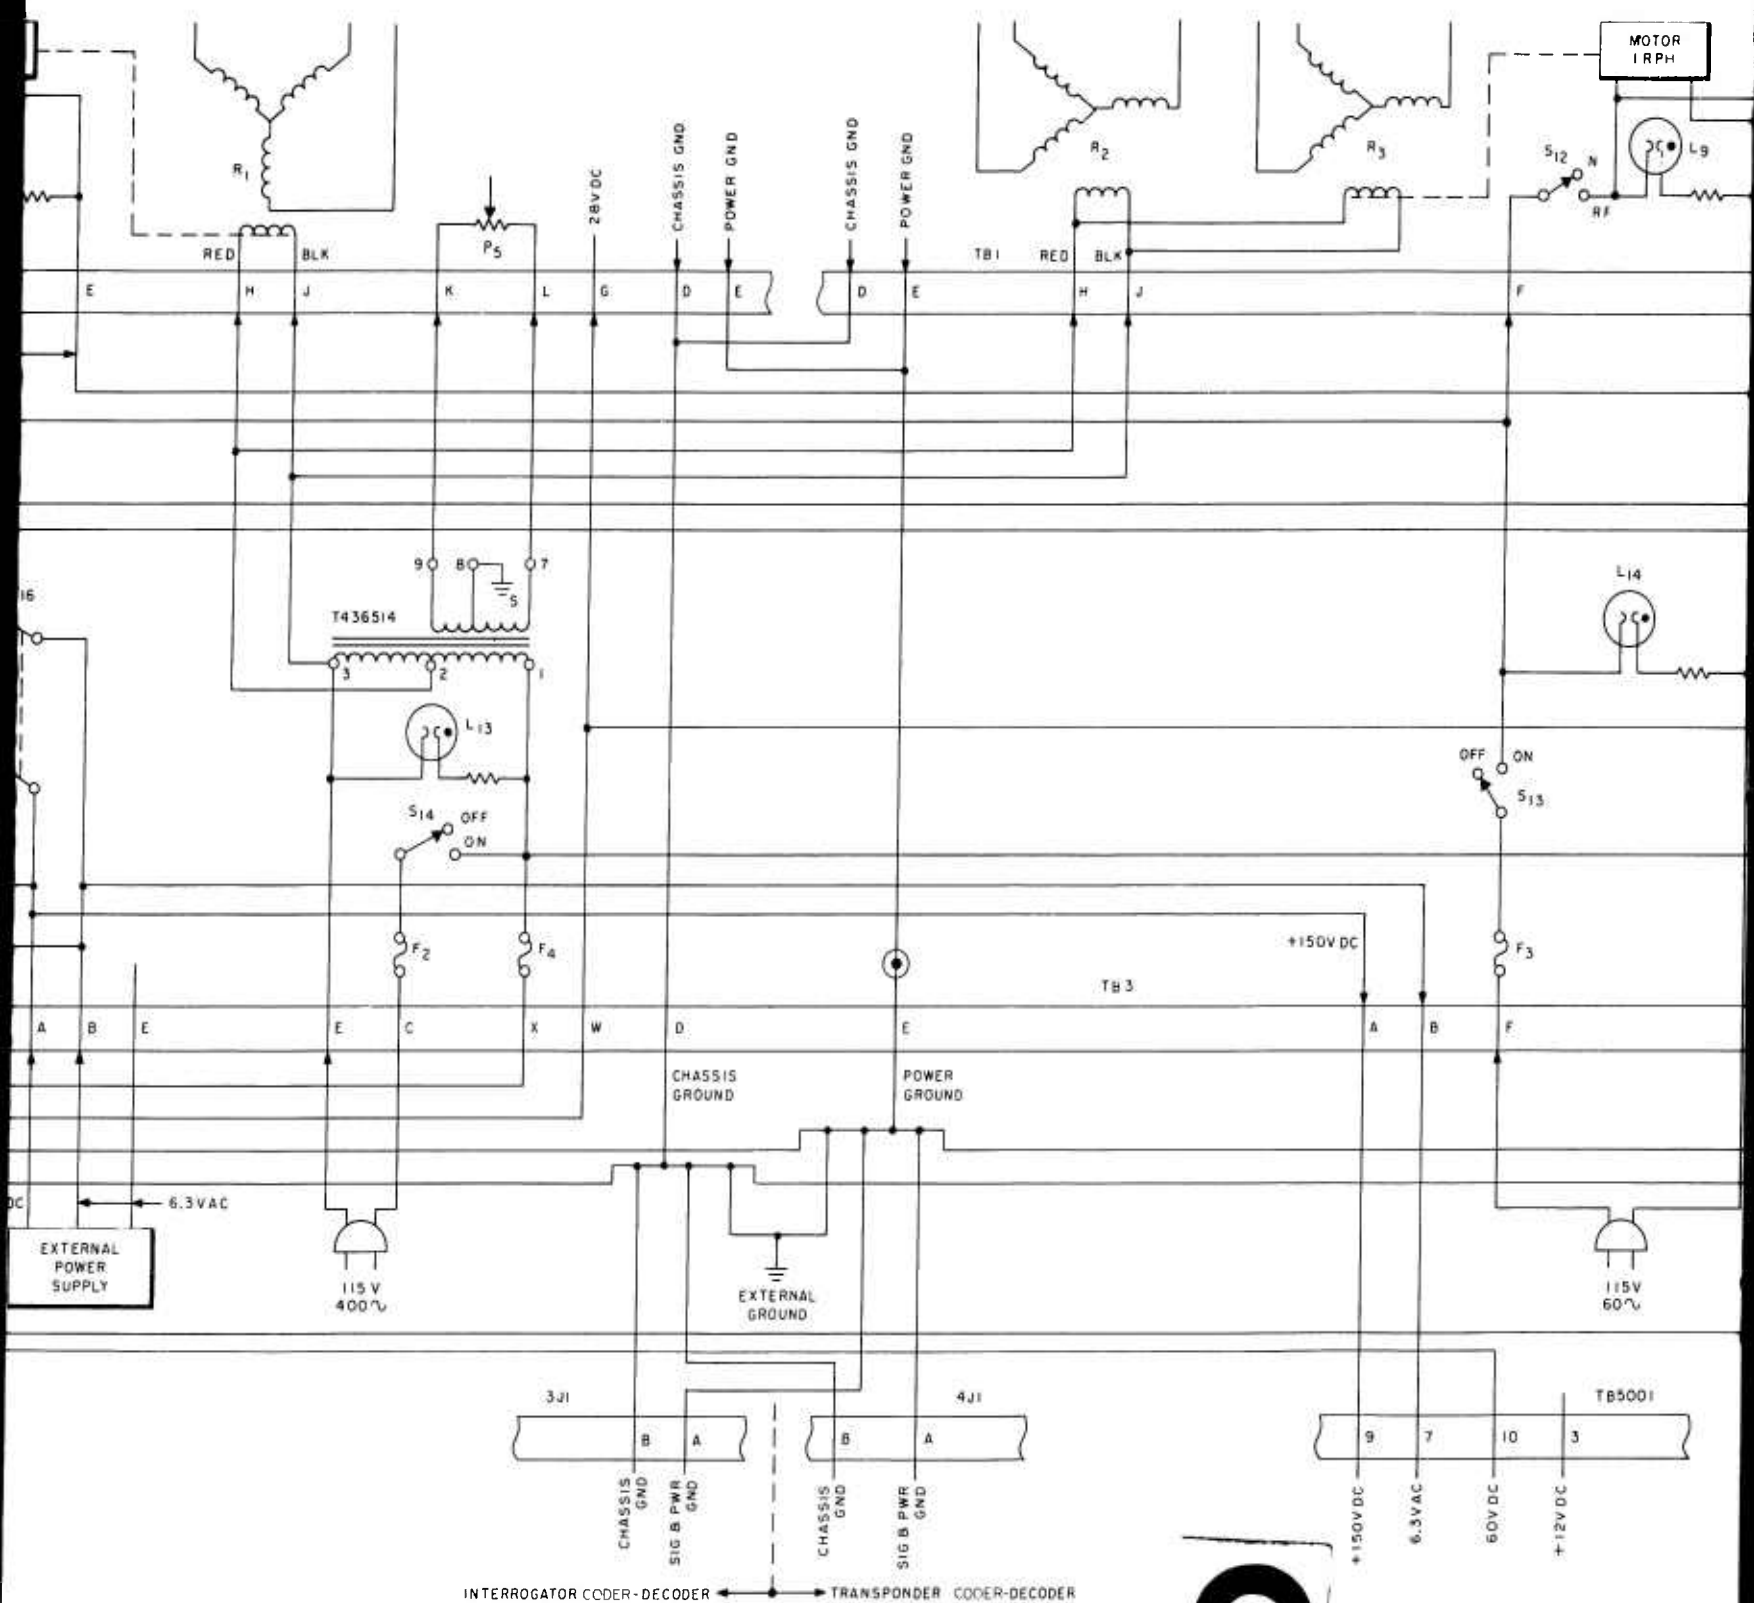 MOTOR
1 RPH
R1
R2
R3
S12
N
RF
L9
CHASSIS GND
POWER GND
CHASSIS GND
POWER GND
28V DC
P5
RED
BLK
TB1
RED
BLK
E
H
J
K
L
G
D
E
D
E
H
J
F
9
8
7
S
16
T436514
3
2
1
L14
L13
OFF
ON
S13
S14
OFF
ON
F2
F4
+150V DC
F3
TB3
A
B
E
E
C
X
W
D
E
A
B
F
CHASSIS
GROUND
POWER
GROUND
DC
6.3VAC
EXTERNAL
POWER
SUPPLY
115V
400~
EXTERNAL
GROUND
115V
60~
3J1
4J1
TB5001
B
A
B
A
9
7
10
3
CHASSIS
GND
SIG B PWR
GND
CHASSIS
GND
SIG B PWR
GND
+150V DC
6.3VAC
60V DC
+12V DC
INTERROGATOR CODER-DECODER
TRANSPONDER CODER-DECODER